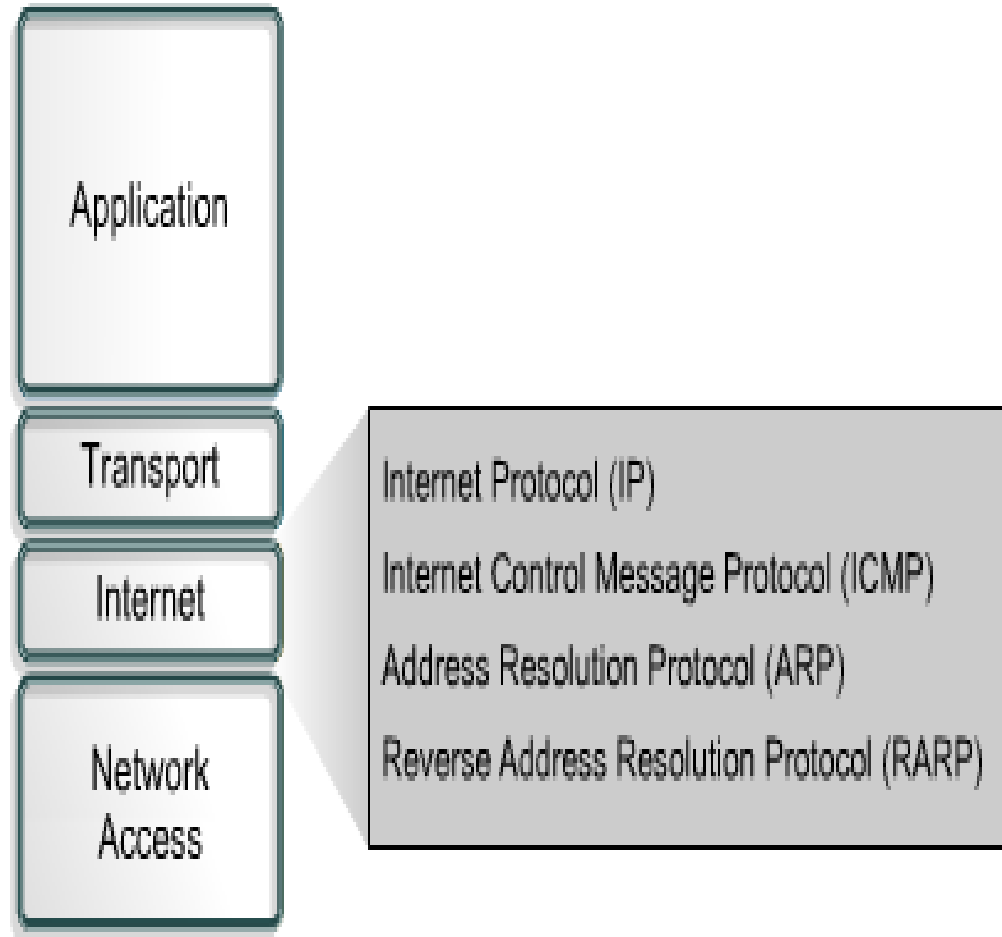 Application
Transport
Internet
Network
Access
Internet Protocol (IP)
Internet Control Message Protocol (ICMP)
Address Resolution Protocol (ARP)
Reverse Address Resolution Protocol (RARP)